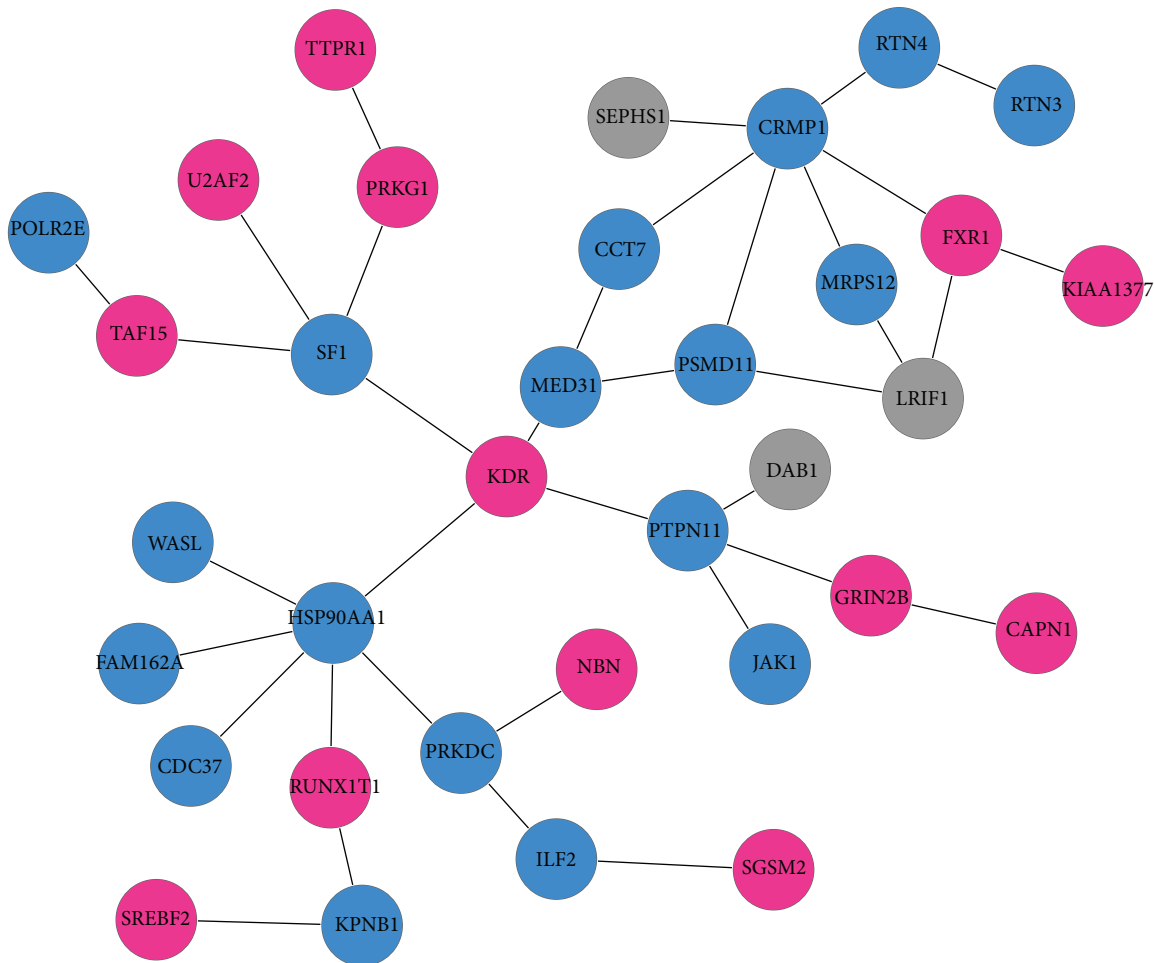 RTN4
TTPR1
RTN3
SEPHS1
CRMP1
U2AF2
PRKG1
POLR2E
FXR1
CCT7
MRPS12
KIAA1377
TAF15
SF1
PSMD11
MED31
LRIF1
DAB1
KDR
PTPN11
WASL
GRIN2B
HSP90AA1
CAPN1
FAM162A
JAK1
NBN
PRKDC
CDC37
RUNX1T1
ILF2
SGSM2
SREBF2
KPNB1